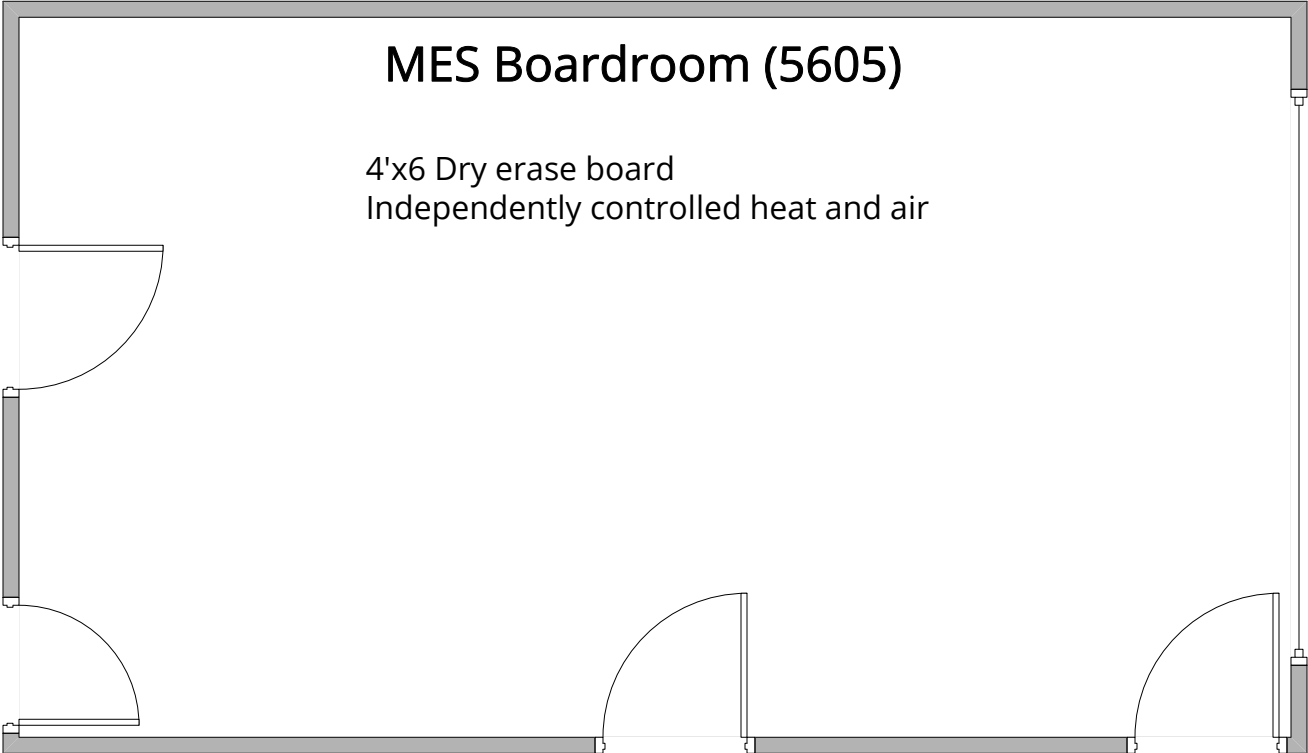 MES Boardroom (5605)
4'x6 Dry erase board
Independently controlled heat and air